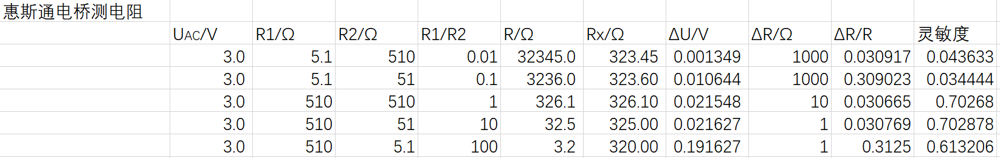 惠斯通电桥测电阻
UAC/V R1/Ω R2/Ω R1/R2 R/Ω Rx/Ω ΔU/V ΔR/Ω ΔR/R 灵敏度
3.0 5.1 510 0.01 32345.0 323.45 0.001349 1000 0.030917 0.043633
3.0 5.1 51 0.1 3236.0 323.60 0.010644 1000 0.309023 0.034444
3.0 510 510 1 326.1 326.10 0.021548 10 0.030665 0.70268
3.0 510 51 10 32.5 325.00 0.021627 1 0.030769 0.702878
3.0 510 5.1 100 3.2 320.00 0.191627 1 0.3125 0.613206